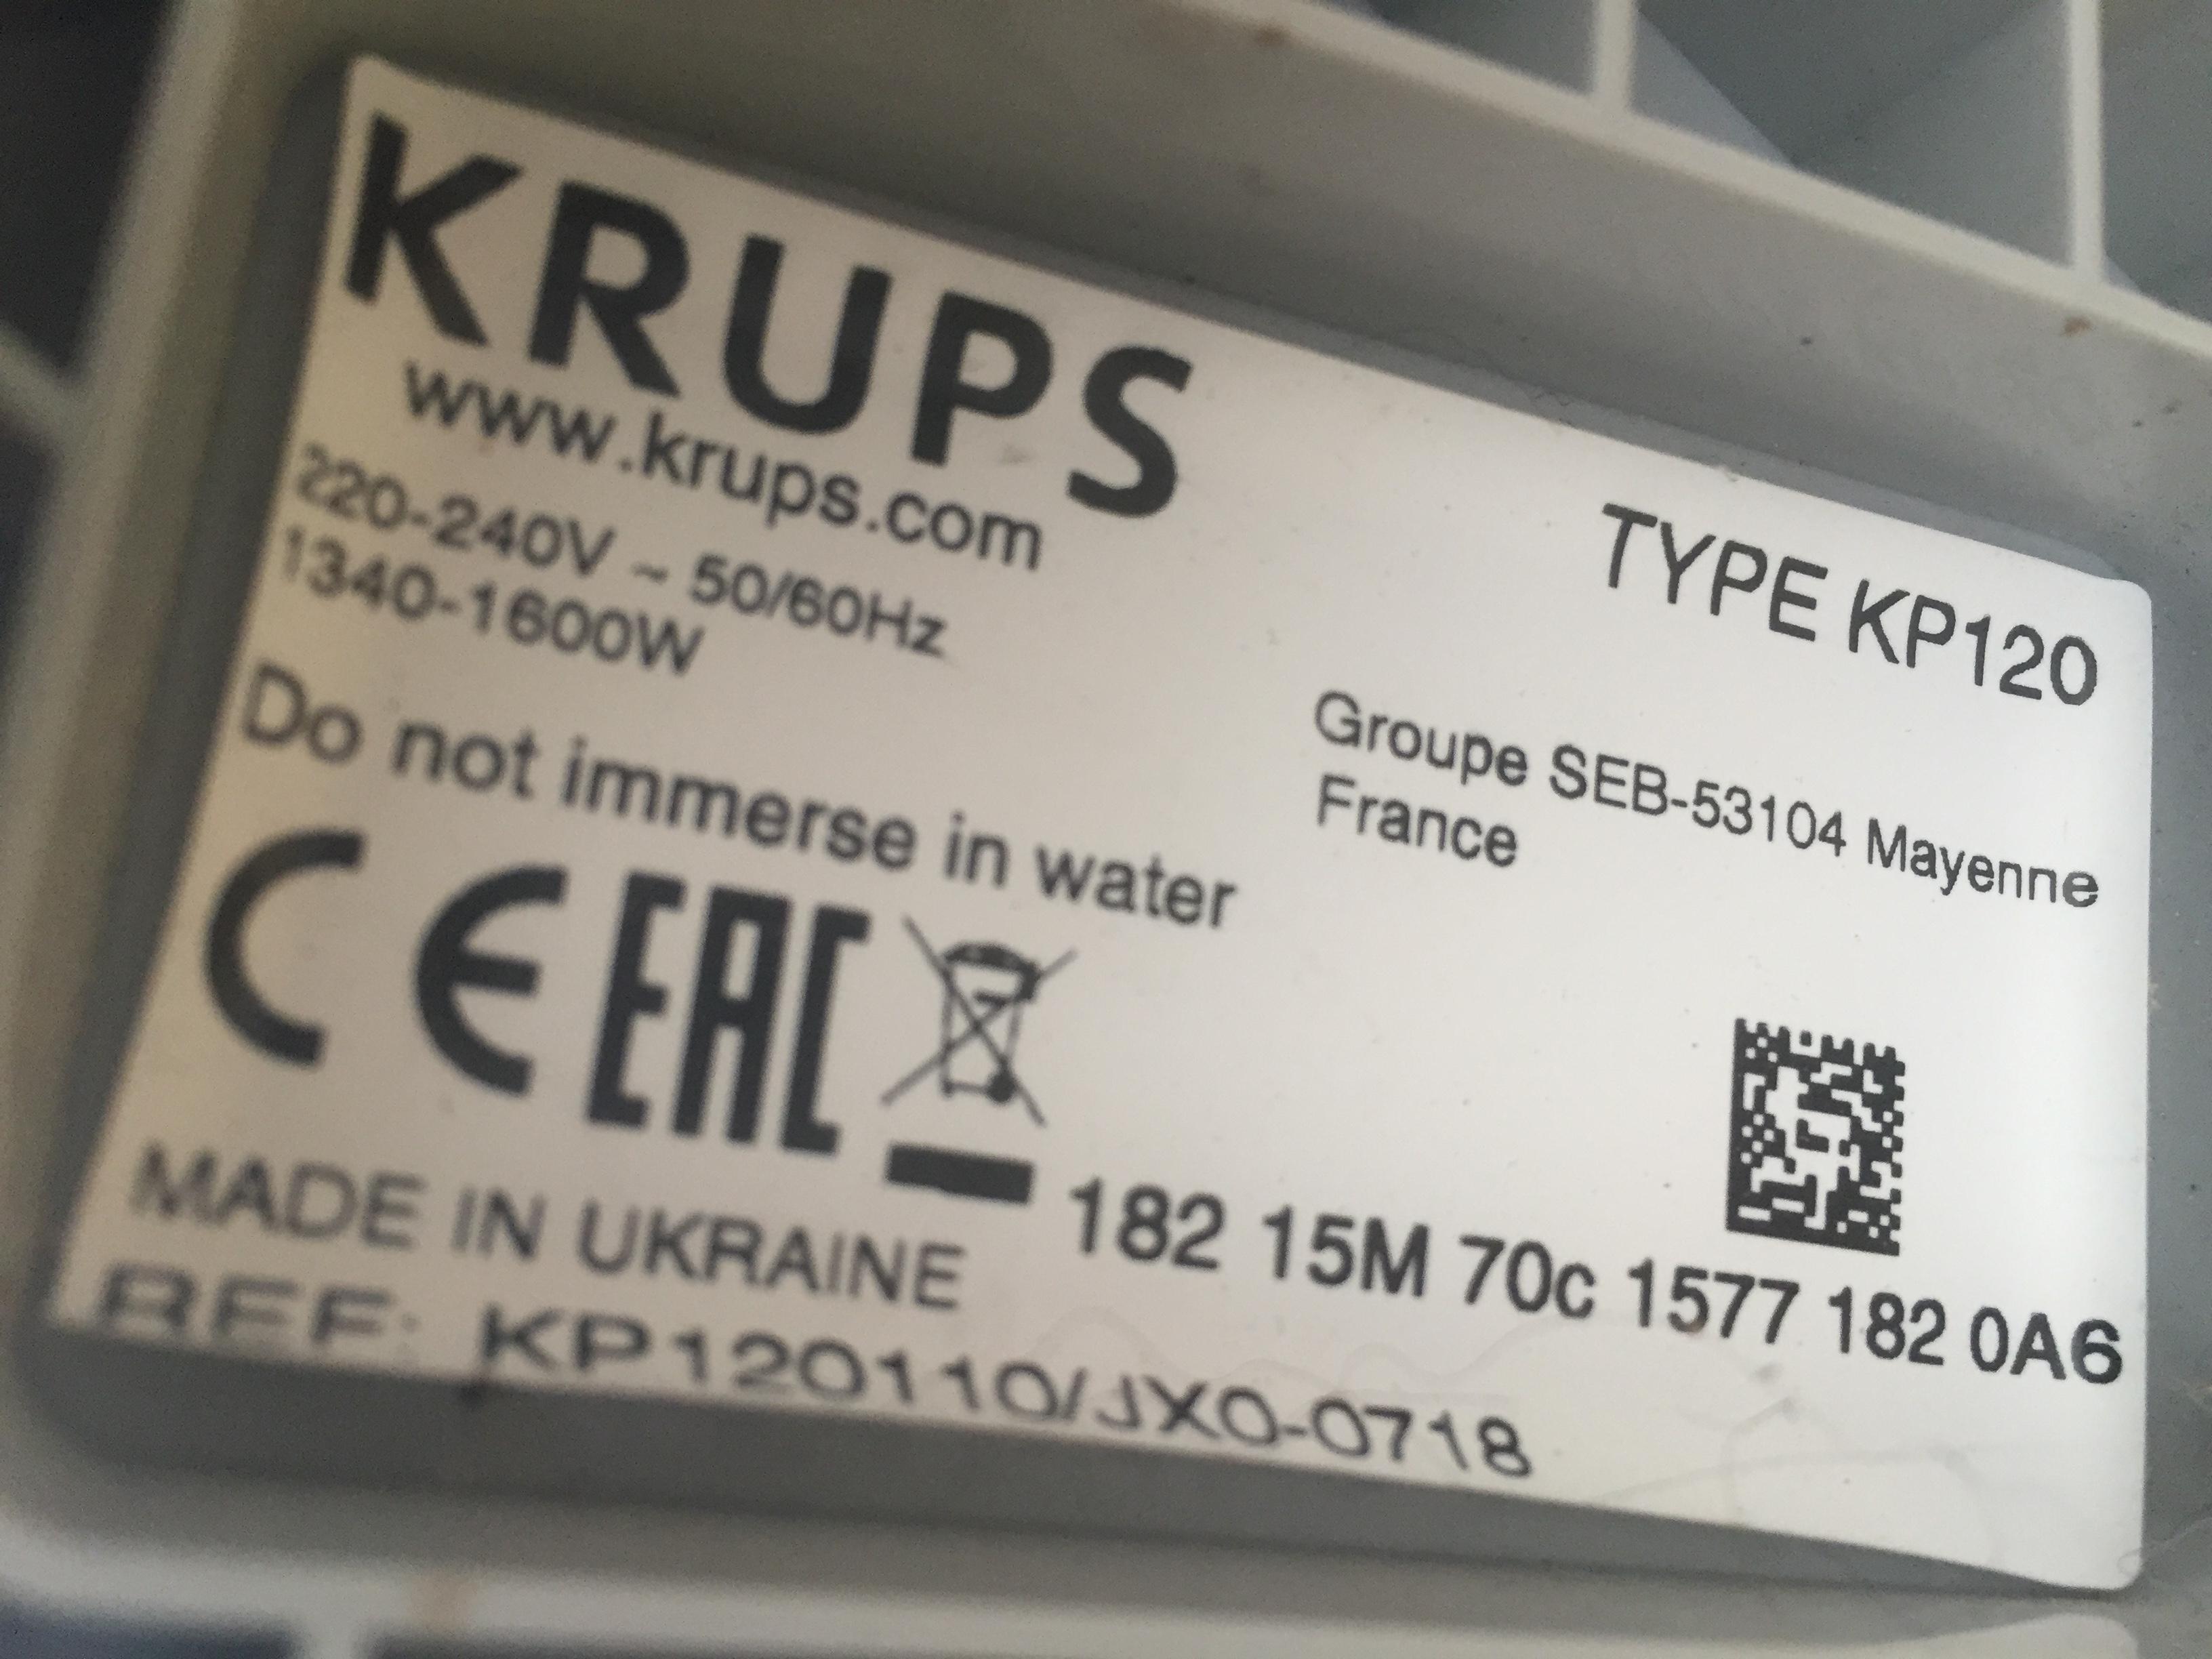 KRUPS
www.krups.com
220-240V ~ 50/60Hz
1340-1600W
Do not immerse in water
TYPE KP120
Groupe SEB-53104 Mayenne
France
CE EAC
MADE IN UKRAINE
182 15M 70c 1577 182 0A6
REF: KP120110/JX0-0718